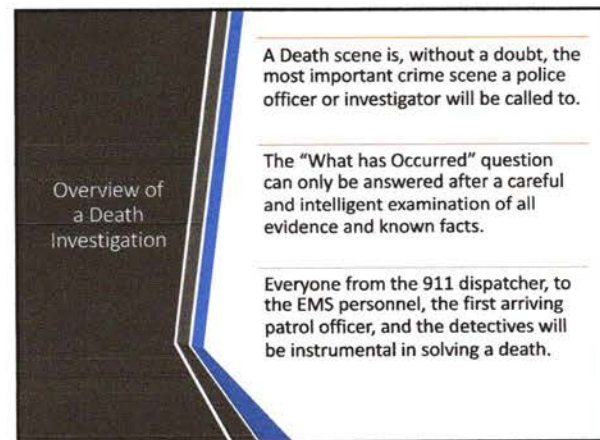 Overview of
a Death
Investigation
A Death scene is, without a doubt, the
most important crime scene a police
officer or investigator will be called to.
The “What has Occurred” question
can only be answered after a careful
and intelligent examination of all
evidence and known facts.
Everyone from the 911 dispatcher, to
the EMS personnel, the first arriving
patrol officer, and the detectives will
be instrumental in solving a death.